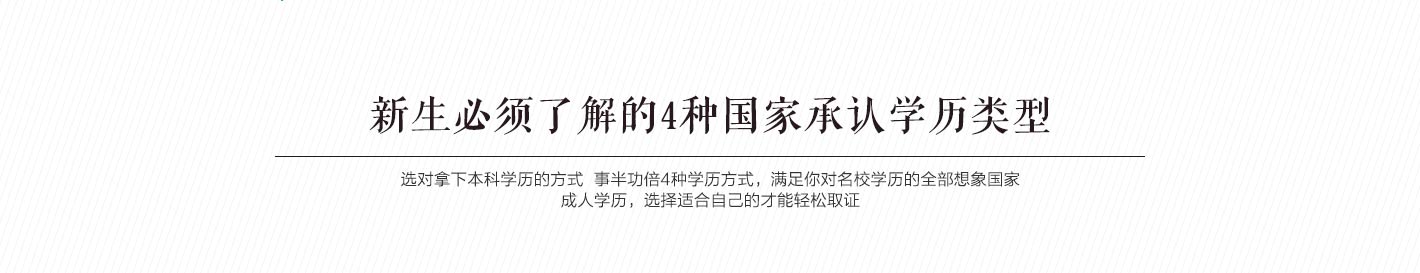 新生必须了解的4种国家承认学历类型
选对拿下本科学历的方式 事半功倍4种学历方式，满足你对名校学历的全部想象国家
成人学历，选择适合自己的才能轻松取证